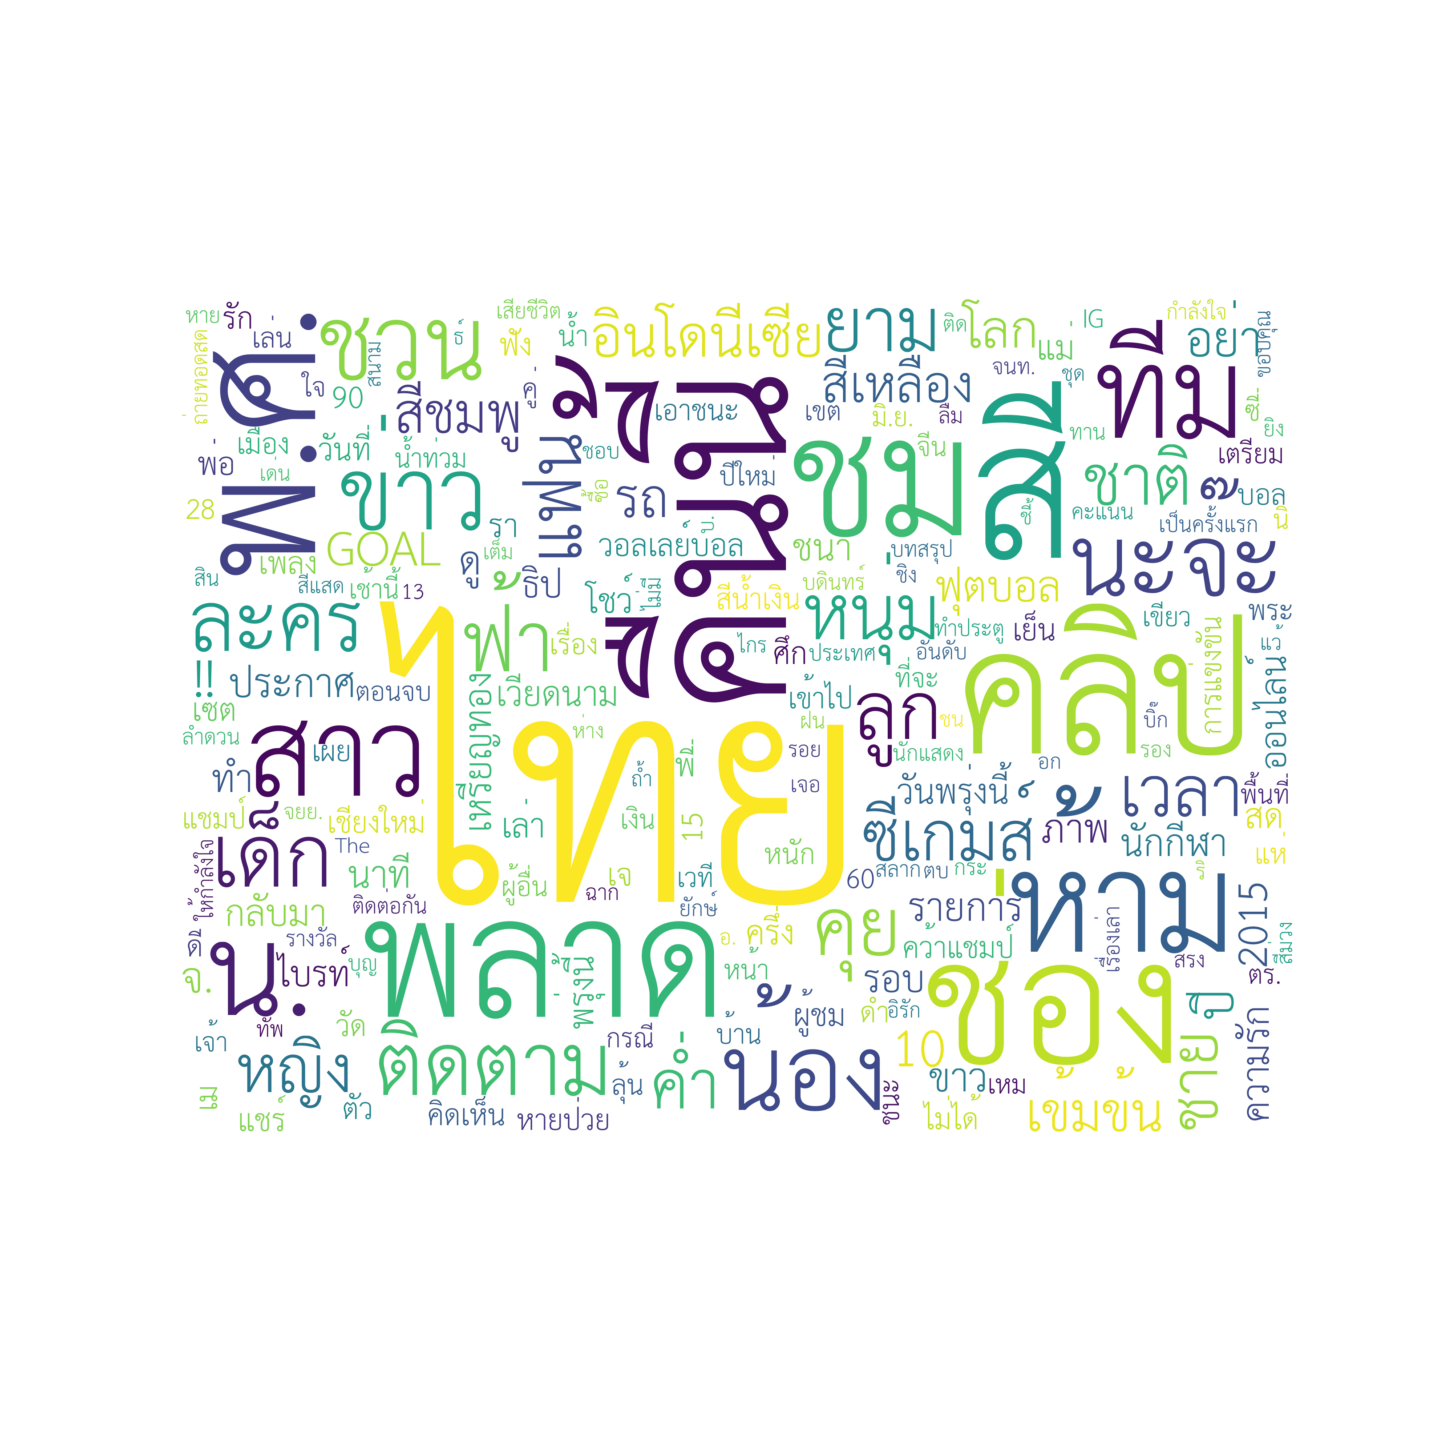 หาย
รัก
เสียชีวิต
ธ์
ชวน
น้ำ
ฟัง
อินโดนีเซีย
ยาม
ติด
โลก
แม่
IG
กำลังใจ
อย่า
ขอบคุณ
พ.ศ.
ถ่ายทอดสด
เล่น
สนาม
ใจ
90
สีชมพู
คู่
คืนนี้
เอาชนะ
เขต
สีเหลือง
จนท.
ชุด
ทีม
ซี่
ยิง
พ่อ
เมือง
เด่น
วันที่
น้ำท่วม
ข่าว
ชอบ
ปีใหม่
ชม
สี
มิ.ย.
ลืม
จีน
ทาน
ชาติ
เตรียม
บอล
28
GOAL
รา
ดู
เต็ม
รถ
วอลเลย์บอล
ชนา
บทสรุป
คะแนน
เป็นครั้งแรก
นะจะ
สิน
เพลง
สีแสด
เช้านี้
13
ธิป
โชว์
สีน้ำเงิน
บดินทร์
ชิง
ฟุตบอล
ละคร
ไทย
ฟ้า
เรื่อง
ไกร
หนุ่ม
ทำประตู
เย็น
เขียว
พระ
แว้
!!
ประกาศ
ตอนจบ
เวียดนาม
ศึก
ประเทศ
อันดับ
คลิป
การแข่งขัน
ออนไลน์
เซต
ลำดวน
สาว
เผย
เหรียญทอง
ห่าง
เข้าไป
ฝน
ลูก
ที่จะ
ชน
บิ๊ก
รอง
ทำ
พี่
รอย
นักแสดง
อก
ถ้ำ
เจอ
วันพรุ่งนี้
เวลา
พื้นที่
แชมป์
จยย.
เชียงใหม่
เล่า
เงิน
15
ซีเกมส์
ภาพ
นักกีฬา
สด
The
เด็ก
ให้กำลังใจ
นาที
หนัก
แห่
ผู้อื่น
เจ
เวที
60
สลาก
ตบ
กระ
ห้าม
ริ
2015
กลับมา
ติดต่อกัน
ฉาก
ยักษ์
รายการ
ดี
น.
รางวัล
พลาด
อ.
ครึ่ง
คุย
คว้าแชมป์
เรื่องเล่า
สีม่วง
จ.
ไบรท์
บุญ
หน้า
รอบ
ช่อง
สรง
ตร.
ทัพ
วัด
ผู้ชม
ดำ
อิรัก
ปี
เจ้า
หญิง
ติดตาม
กรณี
บ้าน
น้อง
10
ขาว
เหม
ชาย
ความรัก
ลุ้น
ค่ำ
แชร์
ตัว
คิดเห็น
หายป่วย
ไม่ได้
เข้มข้น